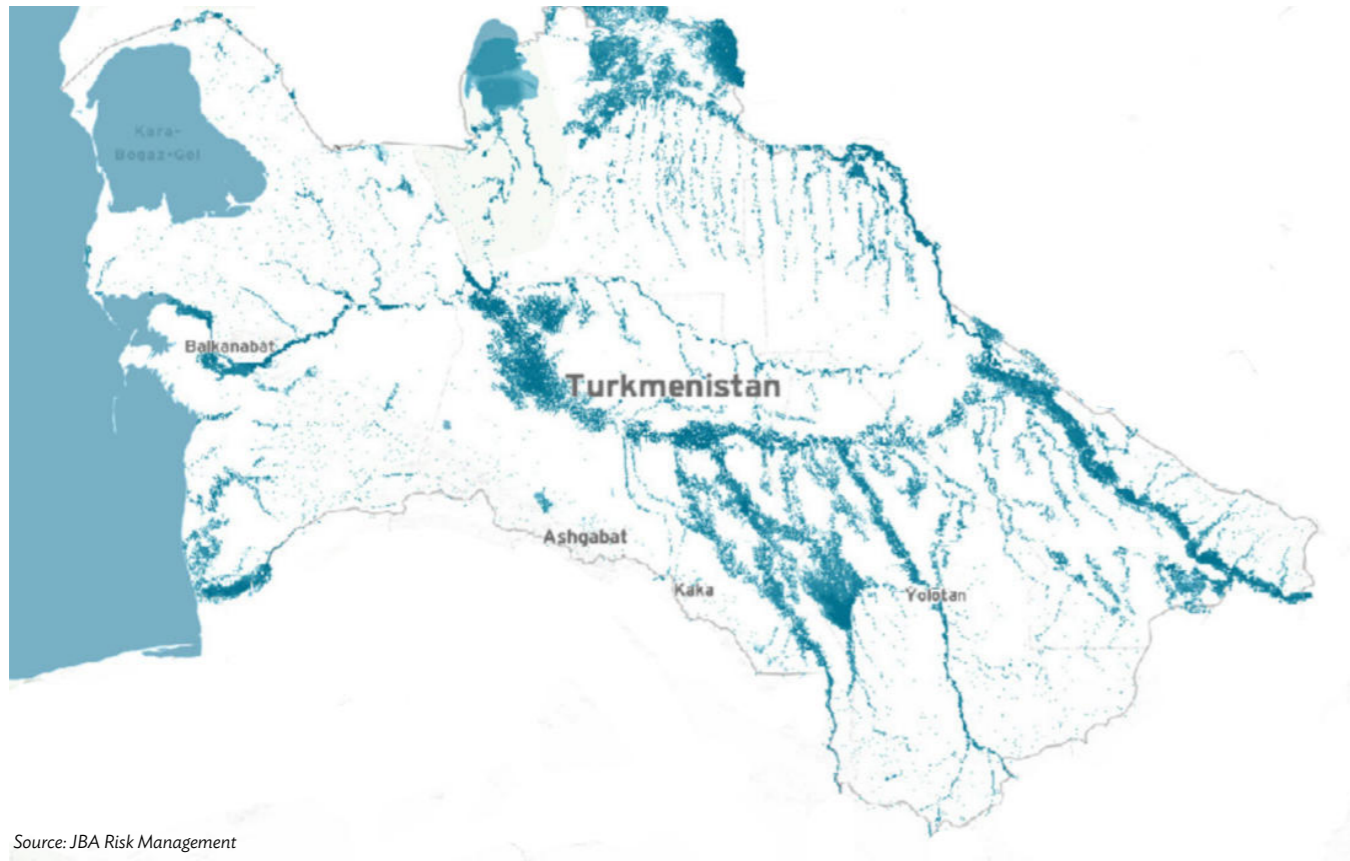 Kara-
Bogaz-Gol
Balkanabat
Turkmenistan
Ashgabat
Kaka
Yolotan
Source: JBA Risk Management